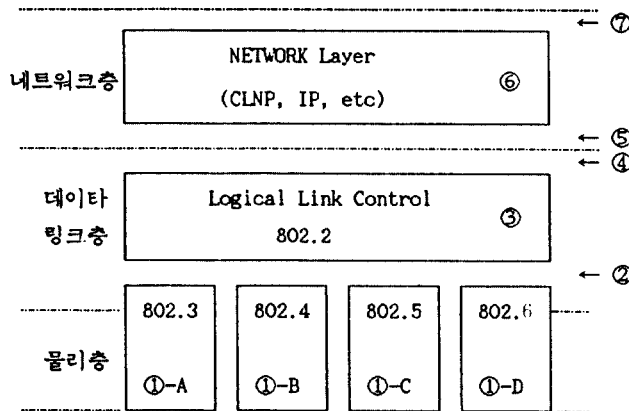 ← ⑦
NETWORK Layer
네트워크층
(CLNP, IP, etc)
⑥
← ⑤
← ④
데이타
링크층
Logical Link Control
802.2
③
← ②
802.3 802.4 802.5 802.6
물리층
①-A ①-B ①-C ①-D